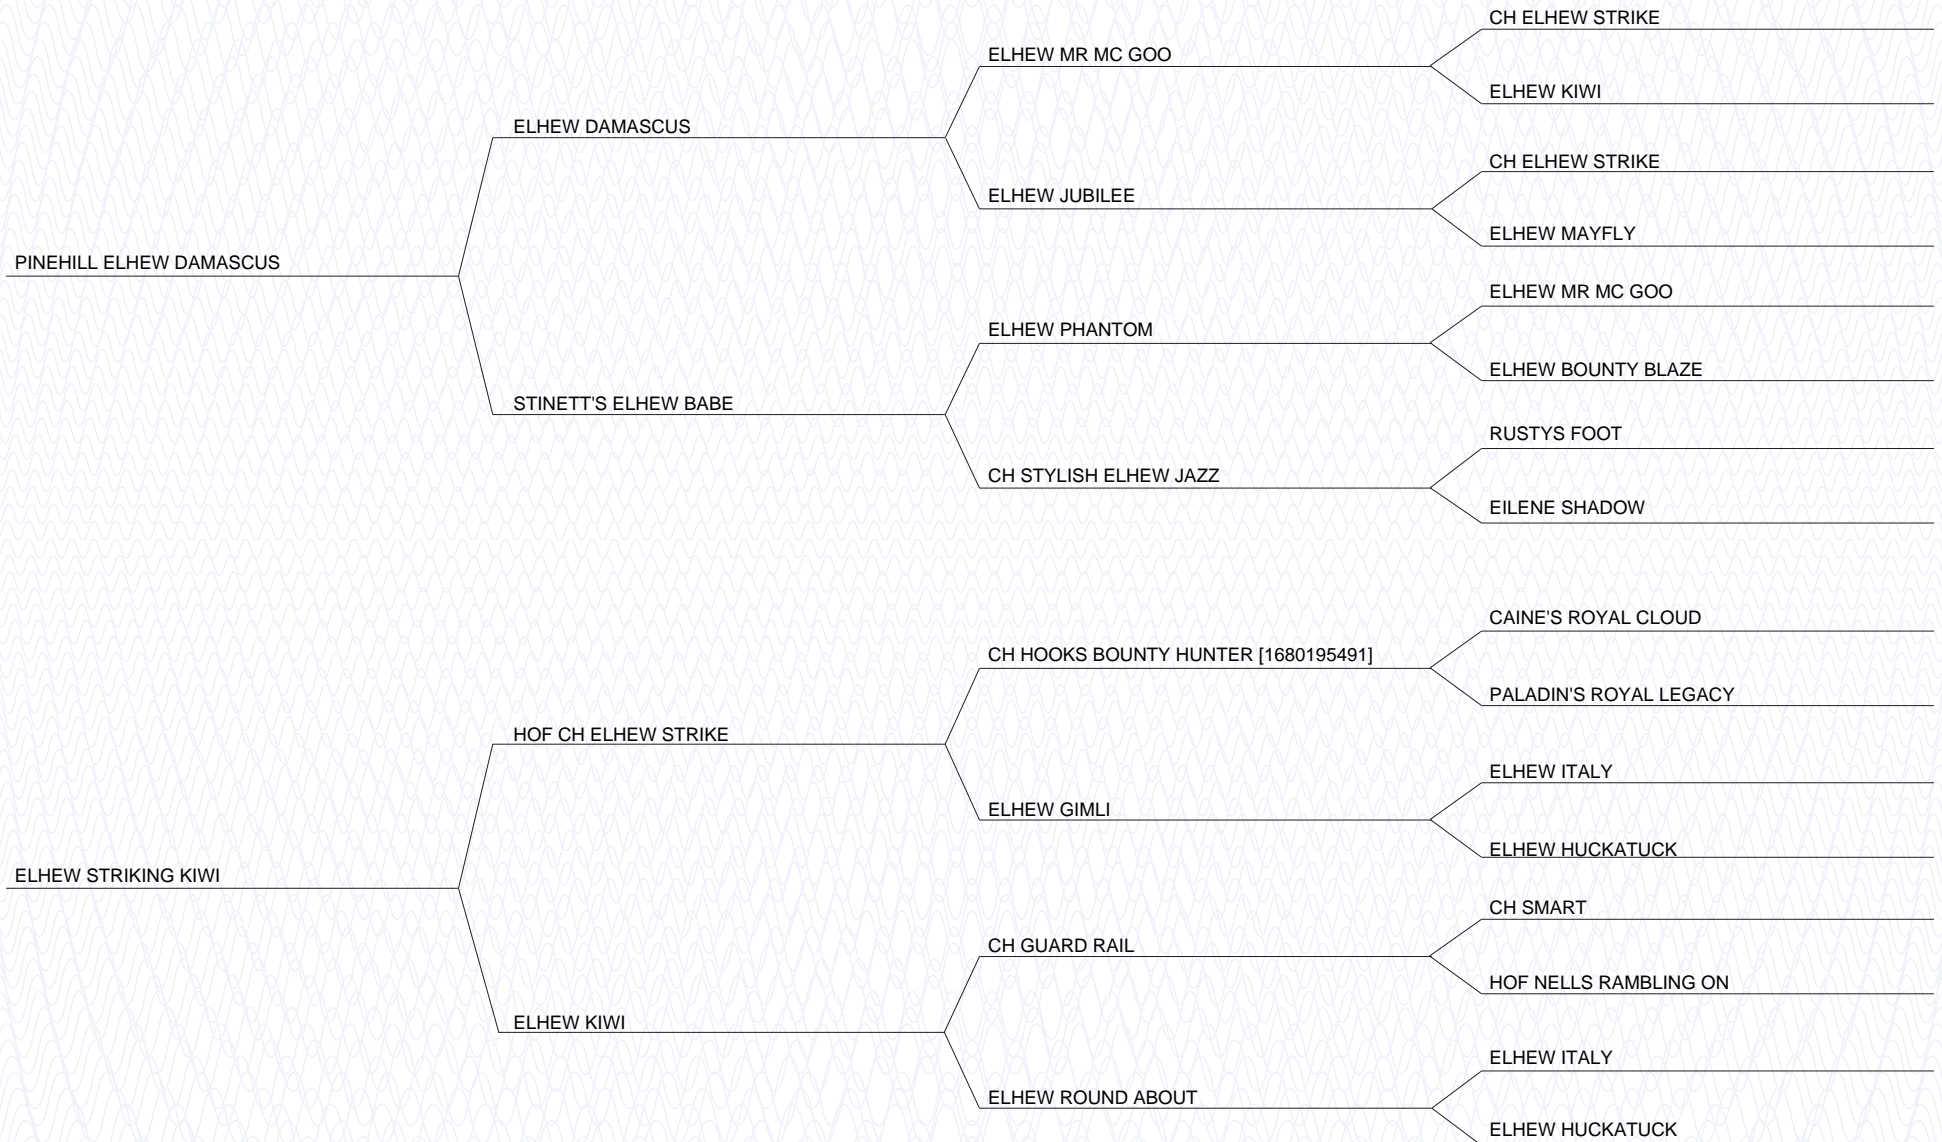 CH ELHEW STRIKE
ELHEW MR MC GOO
ELHEW KIWI
ELHEW DAMASCUS
CH ELHEW STRIKE
ELHEW JUBILEE
ELHEW MAYFLY
PINEHILL ELHEW DAMASCUS
ELHEW MR MC GOO
ELHEW PHANTOM
ELHEW BOUNTY BLAZE
STINETT'S ELHEW BABE
RUSTYS FOOT
CH STYLISH ELHEW JAZZ
EILENE SHADOW
CAINE'S ROYAL CLOUD
CH HOOKS BOUNTY HUNTER [1680195491]
PALADIN'S ROYAL LEGACY
HOF CH ELHEW STRIKE
ELHEW ITALY
ELHEW GIMLI
ELHEW HUCKATUCK
ELHEW STRIKING KIWI
CH SMART
CH GUARD RAIL
HOF NELLS RAMBLING ON
ELHEW KIWI
ELHEW ITALY
ELHEW ROUND ABOUT
ELHEW HUCKATUCK